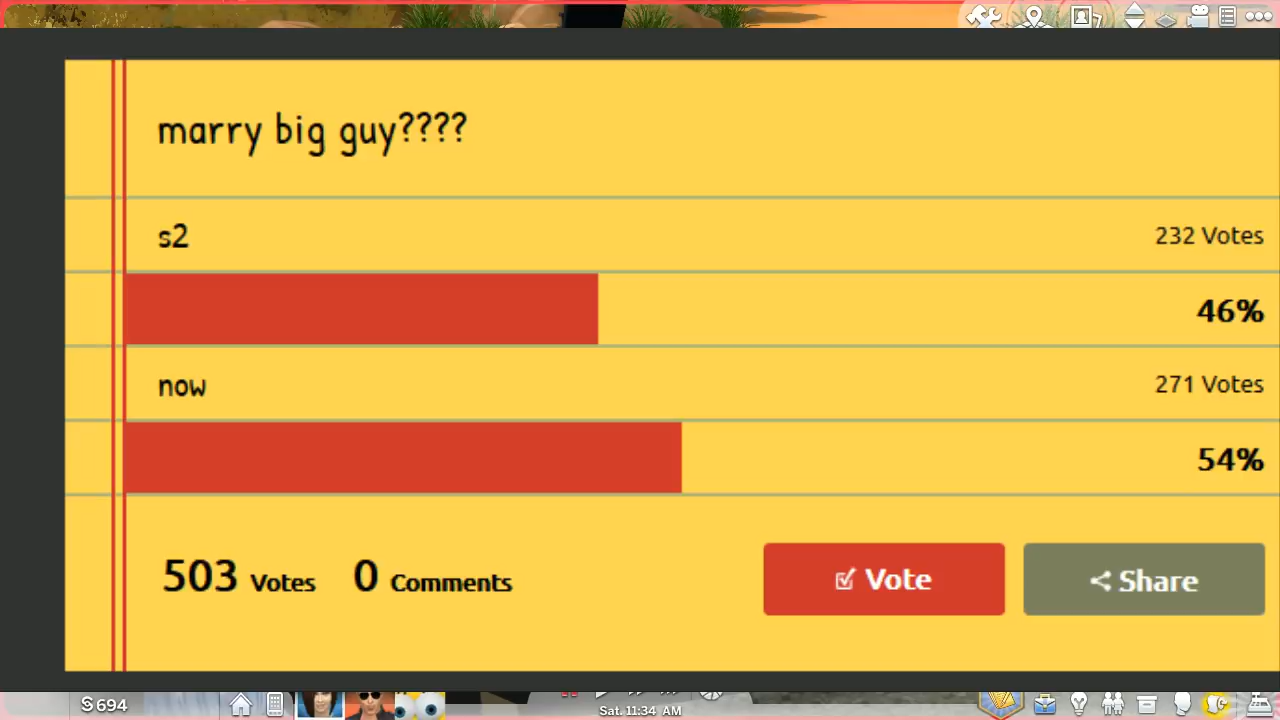 marry big guy????
s2
232 Votes
46%
now
271 Votes
54%
503 Votes 0 Comments
Vote
Share
§694
Sat. 11:34 AM